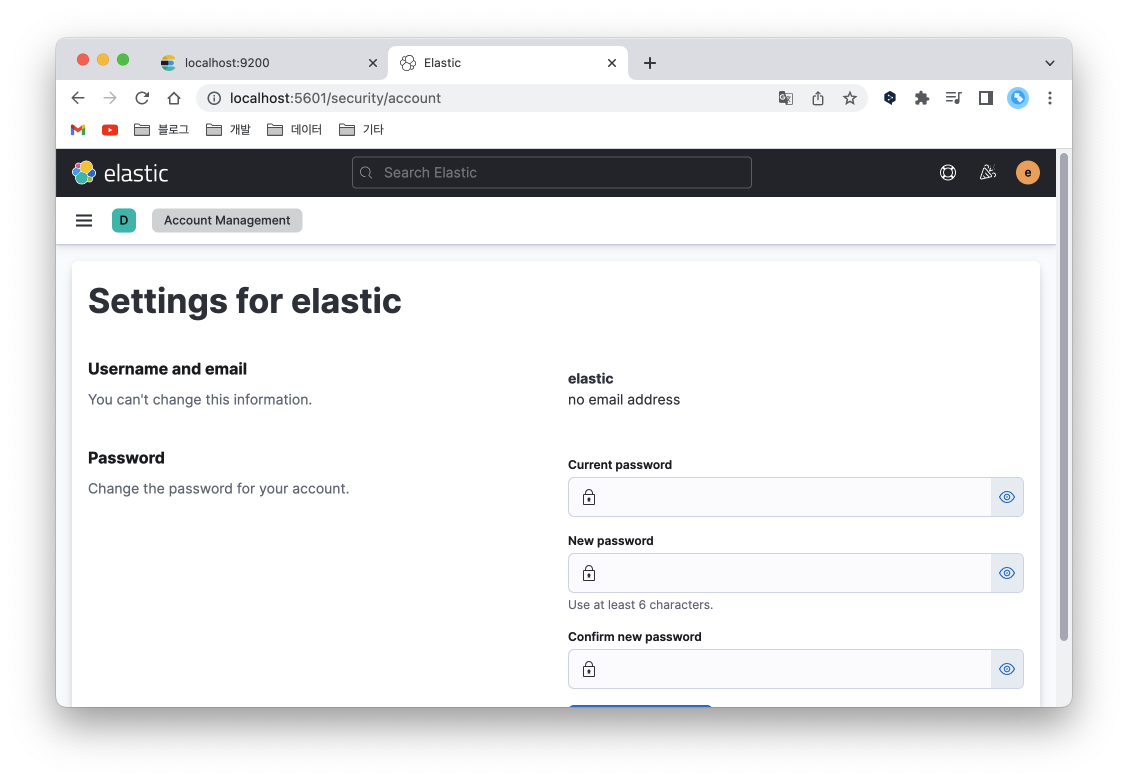 localhost:9200
Elastic
localhost:5601/security/account
블로그 개발 데이터 기타
elastic
Search Elastic
e
D
Account Management
Settings for elastic
Username and email
You can't change this information.
elastic
no email address
Password
Change the password for your account.
Current password
New password
Use at least 6 characters.
Confirm new password